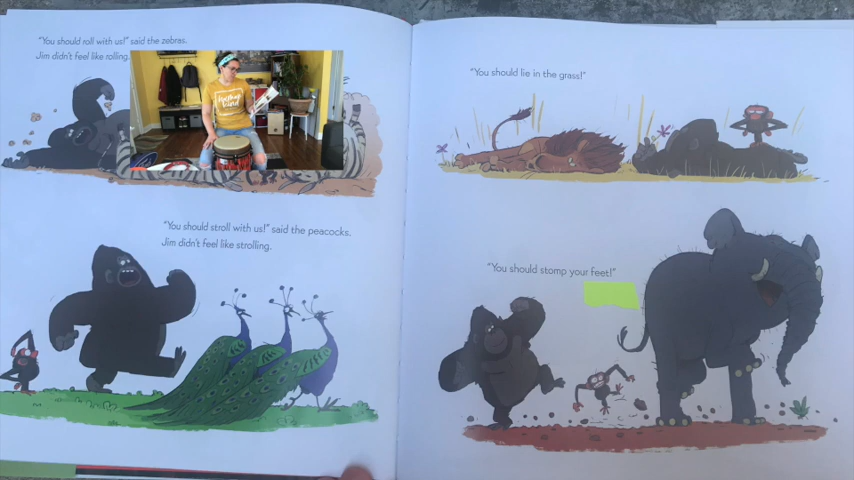 "You should roll with us!" said the zebras.
Jim didn't feel like rolling.
"You should stroll with us!" said the peacocks.
Jim didn't feel like strolling.
"You should lie in the grass!"
"You should stomp your feet!"